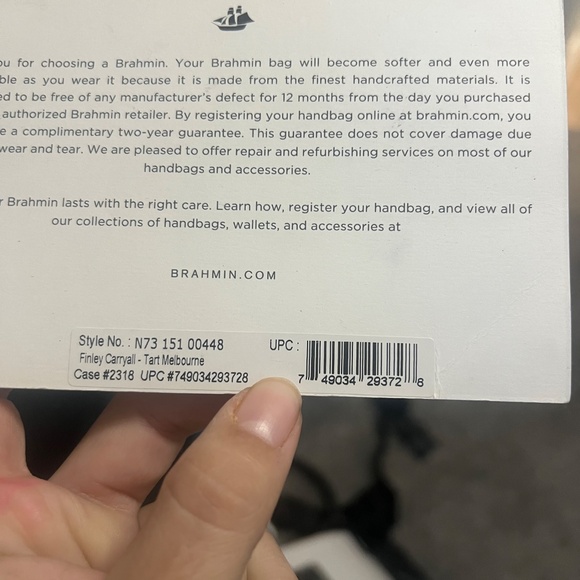 ou for choosing a Brahmin. Your Brahmin bag will become softer and even more
ble as you wear it because it is made from the finest handcrafted materials. It is
ed to be free of any manufacturer's defect for 12 months from the day you purchased
authorized Brahmin retailer. By registering your handbag online at brahmin.com, you
e a complimentary two-year guarantee. This guarantee does not cover damage due
wear and tear. We are pleased to offer repair and refurbishing services on most of our
handbags and accessories.
r Brahmin lasts with the right care. Learn how, register your handbag, and view all of
our collections of handbags, wallets, and accessories at
BRAHMIN.COM
Style No. : N73 151 00448
Finley Carryall - Tart Melbourne
Case #2318 UPC #749034293728
UPC :
7 49034 29372 8